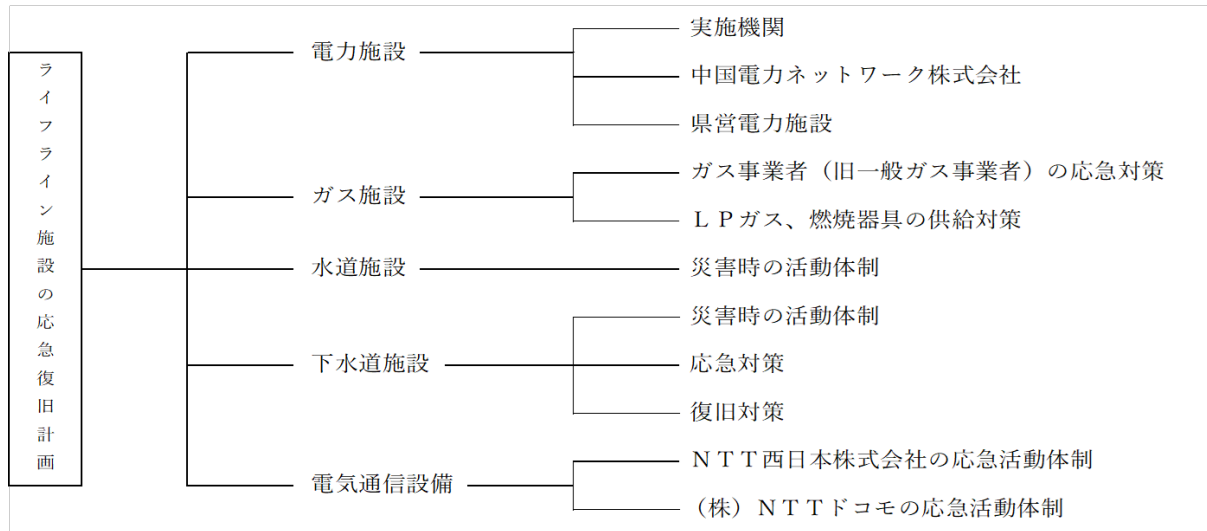 ライフライン施設の応急復旧計画
電力施設
実施機関
中国電力ネットワーク株式会社
県営電力施設
ガス施設
ガス事業者（旧一般ガス事業者）の応急対策
ＬＰガス、燃焼器具の供給対策
水道施設
災害時の活動体制
下水道施設
災害時の活動体制
応急対策
復旧対策
電気通信設備
ＮＴＴ西日本株式会社の応急活動体制
（株）ＮＴＴドコモの応急活動体制